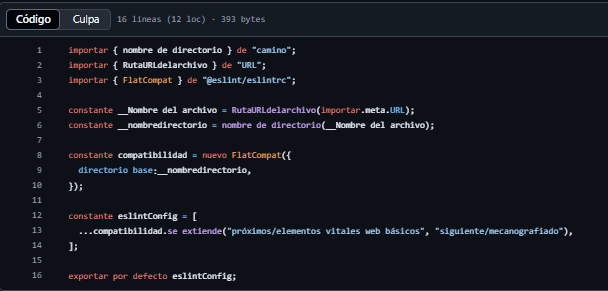 Código Culpa 16 líneas (12 loc) · 393 bytes
1 importar { nombre de directorio } de "camino";
2 importar { RutaURLdelarchivo } de "URL";
3 importar { FlatCompat } de "@eslint/eslintrc";
4
5 constante __Nombre del archivo = RutaURLdelarchivo(importar.meta.URL);
6 constante __nombredirectorio = nombre de directorio(__Nombre del archivo);
7
8 constante compatibilidad = nuevo FlatCompat({
9 directorio base:__nombredirectorio,
10 });
11
12 constante eslintConfig = [
13 ...compatibilidad.se extiende("próximos/elementos vitales web básicos", "siguiente/mecanografiado"),
14 ];
15
16 exportar por defecto eslintConfig;